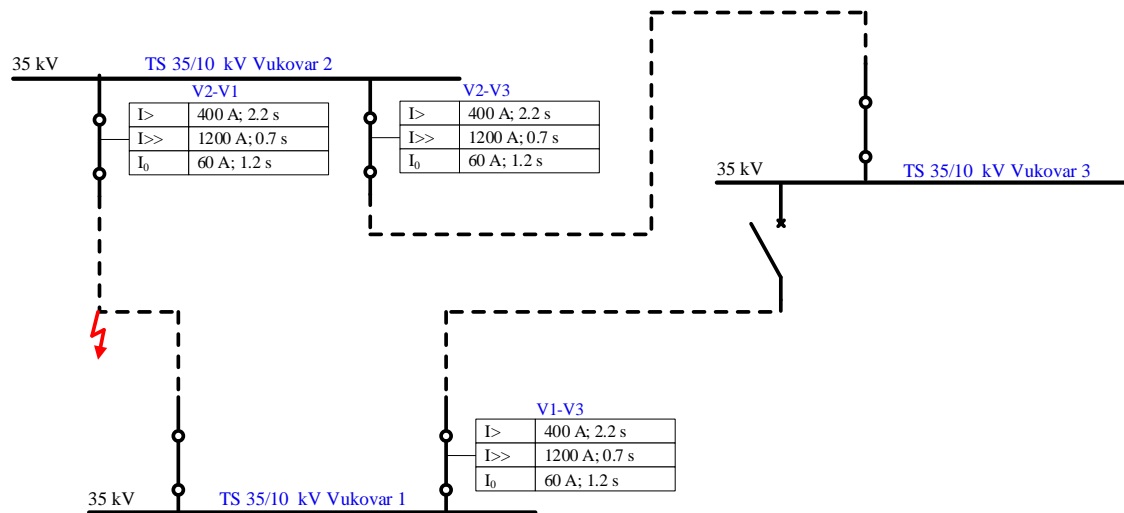 35 kV TS 35/10 kV Vukovar 2
V2-V1
I> 400 A; 2.2 s
I>> 1200 A; 0.7 s
I0 60 A; 1.2 s
V2-V3
I> 400 A; 2.2 s
I>> 1200 A; 0.7 s
I0 60 A; 1.2 s
35 kV TS 35/10 kV Vukovar 3
V1-V3
I> 400 A; 2.2 s
I>> 1200 A; 0.7 s
I0 60 A; 1.2 s
35 kV TS 35/10 kV Vukovar 1